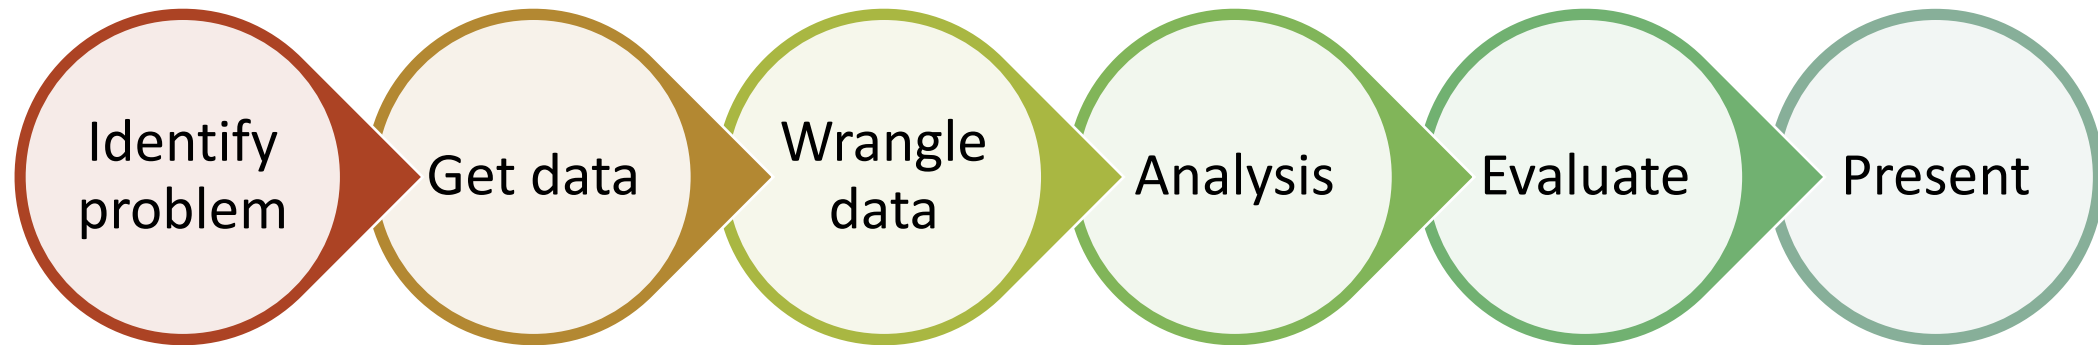 Identify
problem
Get data
Wrangle
data
Analysis
Evaluate
Present